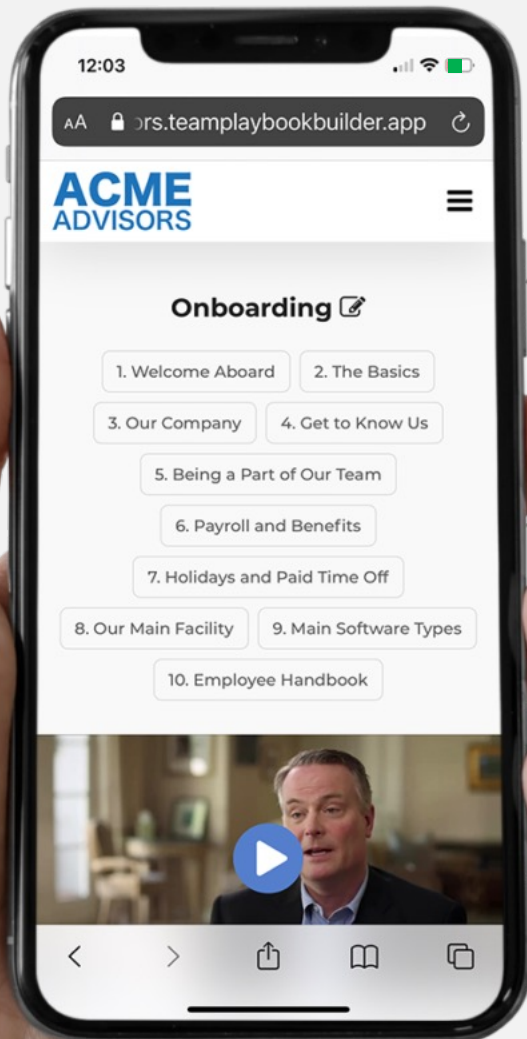 12:03
AA ors.teamplaybookbuilder.app
ACME
ADVISORS
Onboarding
1. Welcome Aboard 2. The Basics
3. Our Company 4. Get to Know Us
5. Being a Part of Our Team
6. Payroll and Benefits
7. Holidays and Paid Time Off
8. Our Main Facility 9. Main Software Types
10. Employee Handbook